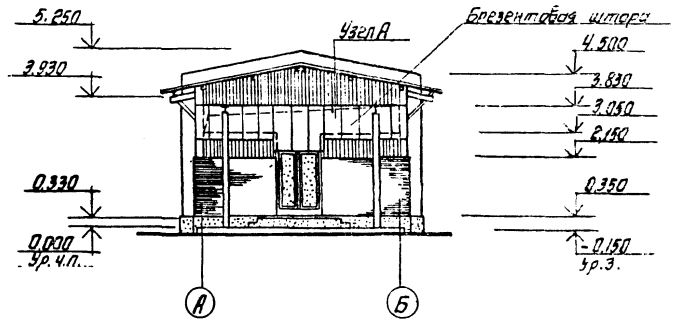 5.250
3.930
Узел А
Брезентовая штора
4.500
3.830
3.050
2.150
0.330
0.350
0.000
Ур.ч.п.
-0.150
Ур.З.
А
Б